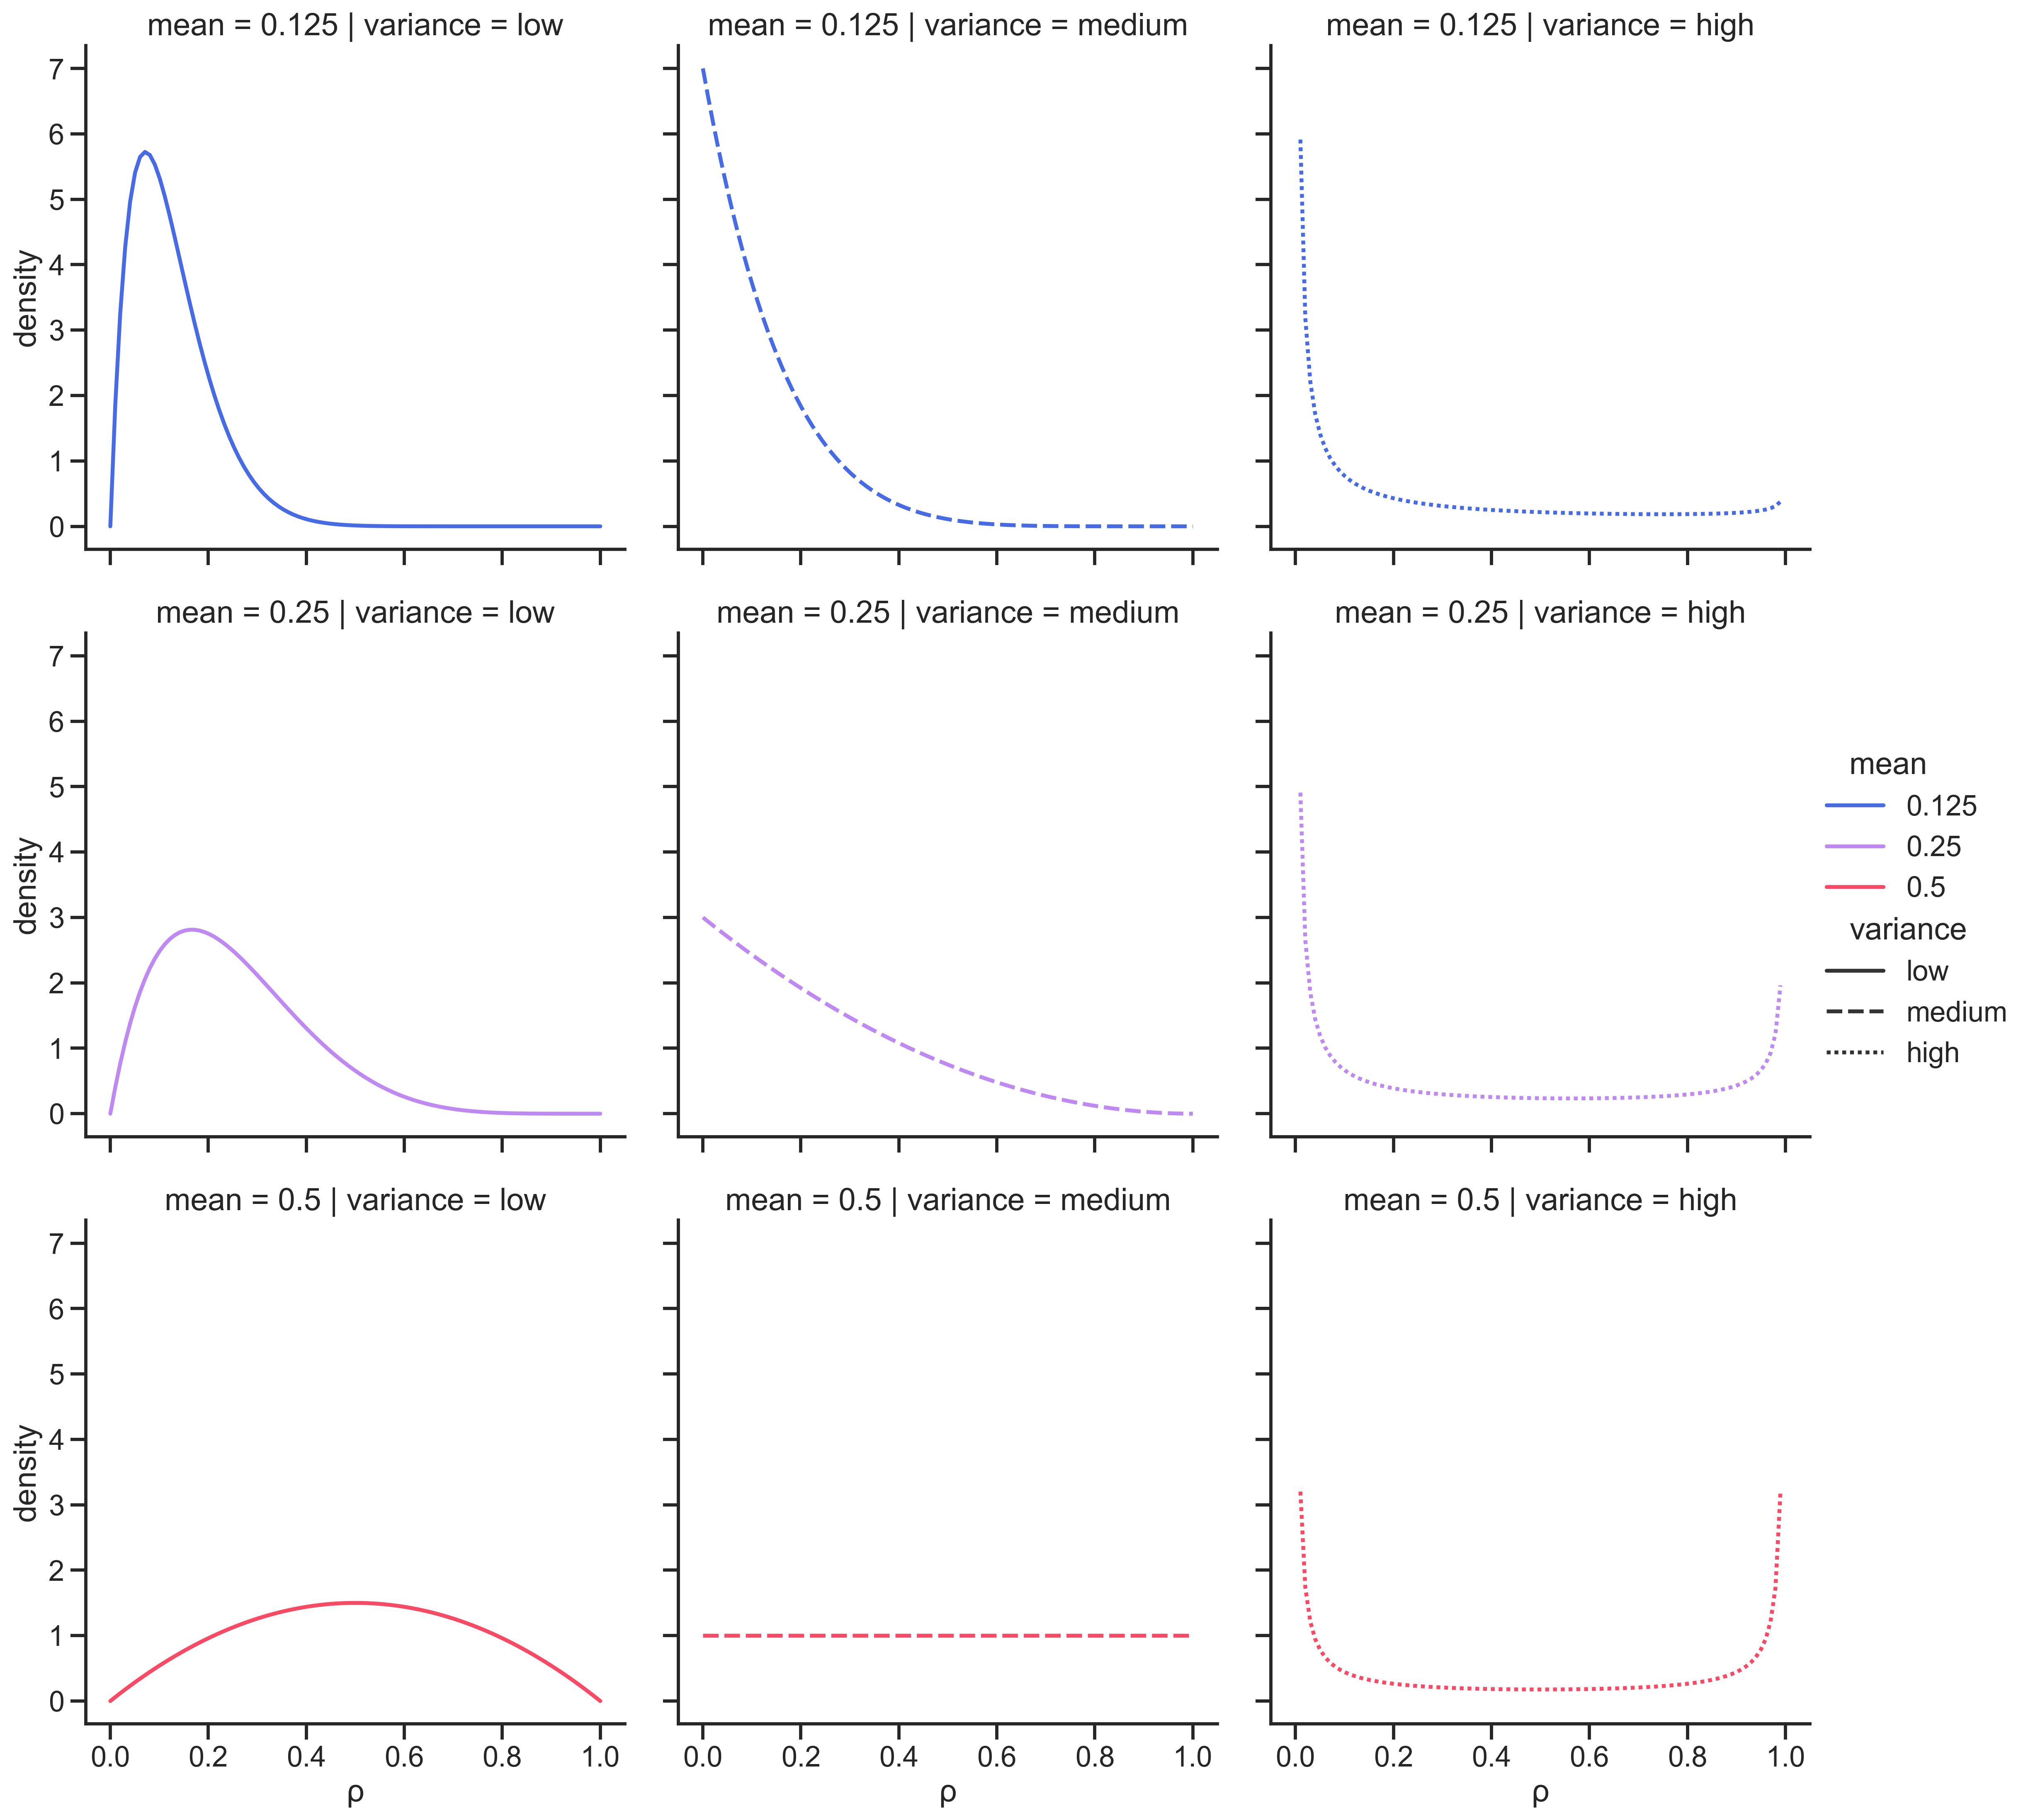 mean = 0.125 | variance = low
mean = 0.125 | variance = medium
mean = 0.125 | variance = high
7
6
5
4
3
2
1
0
density
mean = 0.25 | variance = low
mean = 0.25 | variance = medium
mean = 0.25 | variance = high
7
6
5
4
3
2
1
0
density
mean = 0.5 | variance = low
mean = 0.5 | variance = medium
mean = 0.5 | variance = high
7
6
5
4
3
2
1
0
density
0.0 0.2 0.4 0.6 0.8 1.0
ρ
0.0 0.2 0.4 0.6 0.8 1.0
ρ
0.0 0.2 0.4 0.6 0.8 1.0
ρ
mean
0.125
0.25
0.5
variance
low
medium
high